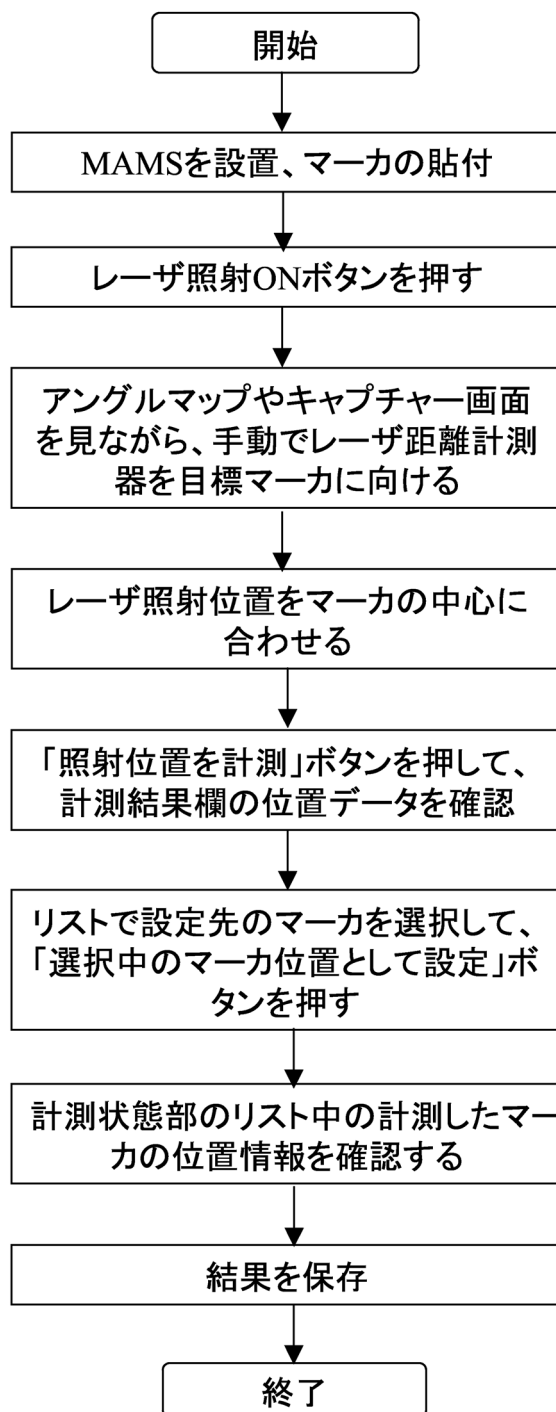 開始
MAMSを設置、マーカの貼付
レーザ照射ONボタンを押す
アングルマップやキャプチャー画面
を見ながら、手動でレーザ距離計測
器を目標マーカに向ける
レーザ照射位置をマーカの中心に
合わせる
「照射位置を計測」ボタンを押して、
計測結果欄の位置データを確認
リストで設定先のマーカを選択して、
「選択中のマーカ位置として設定」ボ
タンを押す
計測状態部のリスト中の計測したマー
カの位置情報を確認する
結果を保存
終了